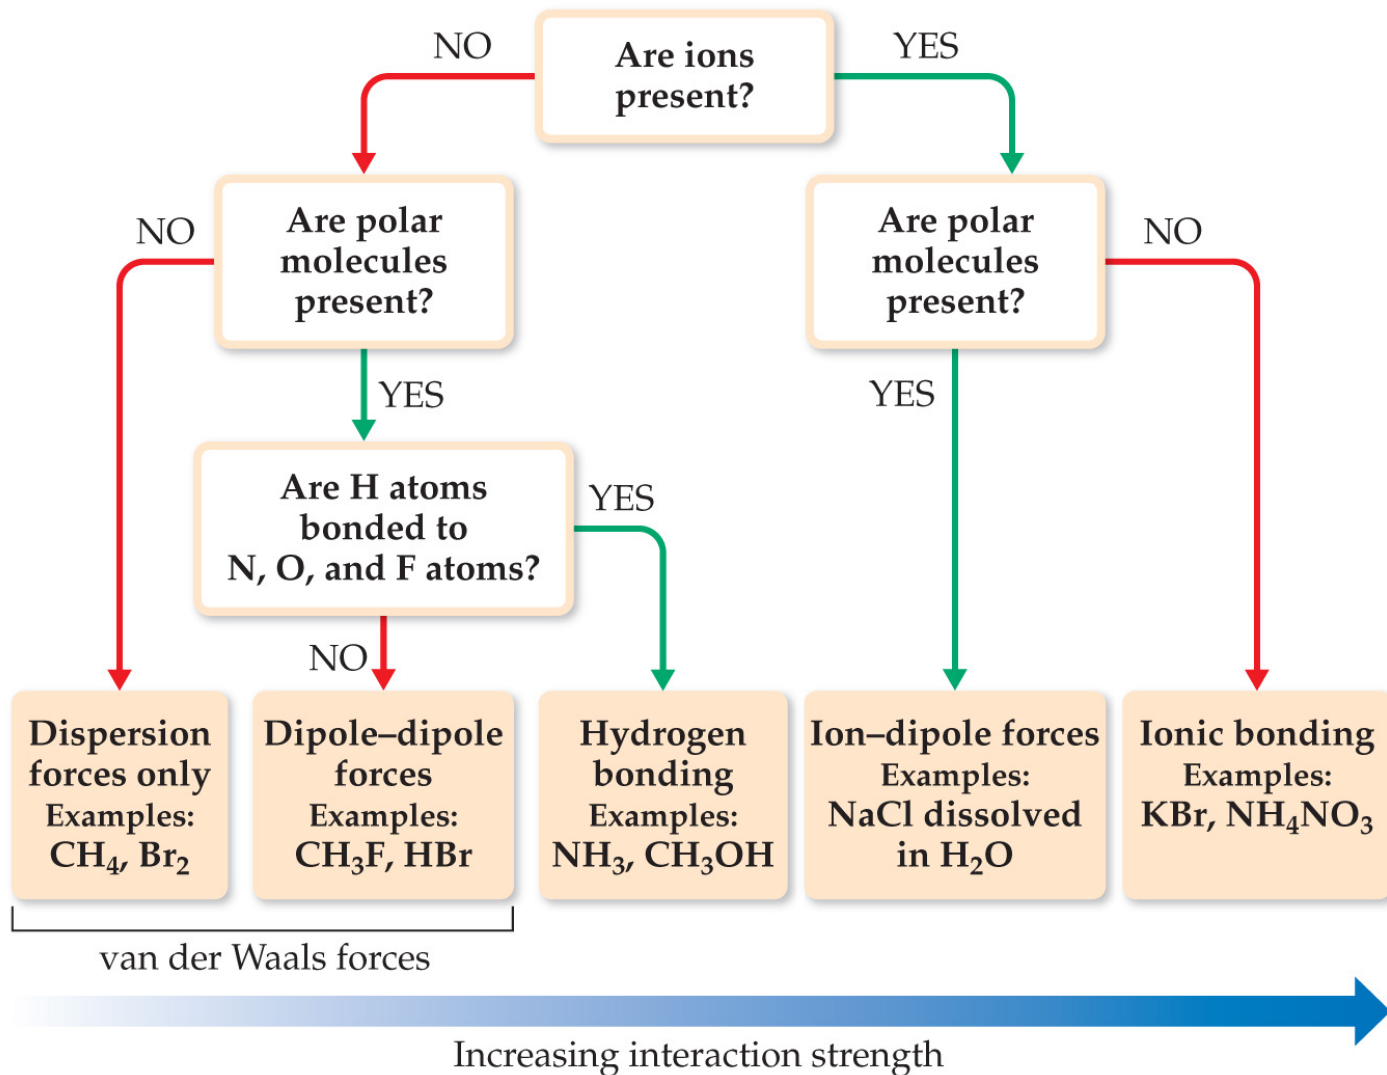 Are ions
present?
NO
YES
Are polar
molecules
present?
NO
YES
Are polar
molecules
present?
NO
YES
Are H atoms
bonded to
N, O, and F atoms?
YES
NO
Dispersion
forces only
Examples:
CH₄, Br₂
Dipole–dipole
forces
Examples:
CH₃F, HBr
Hydrogen
bonding
Examples:
NH₃, CH₃OH
Ion–dipole forces
Examples:
NaCl dissolved
in H₂O
Ionic bonding
Examples:
KBr, NH₄NO₃
van der Waals forces
Increasing interaction strength